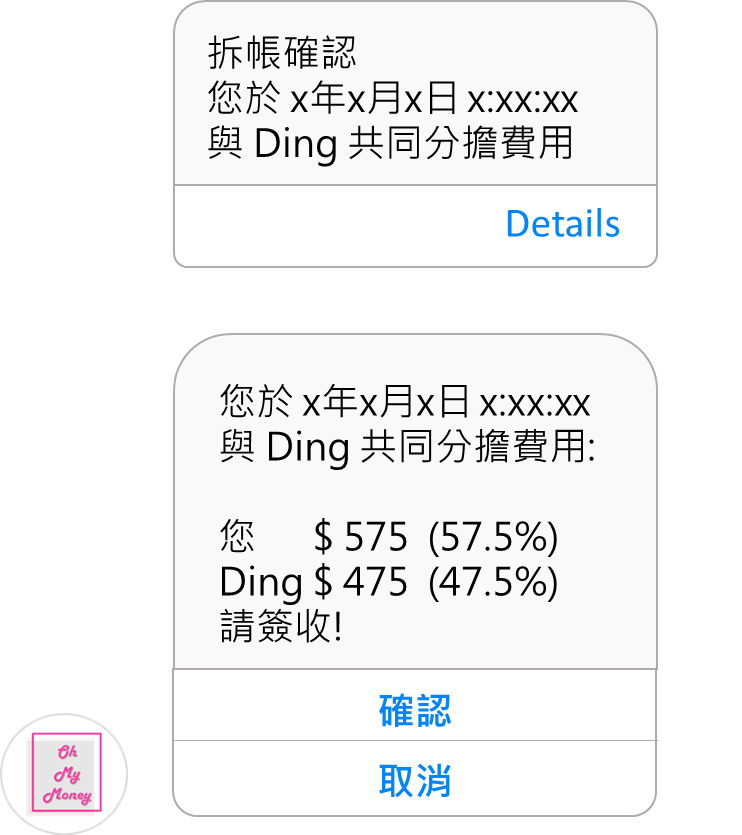 拆帳確認
您於 x年x月x日 x:xx:xx
與 Ding 共同分擔費用
Details
您於 x年x月x日 x:xx:xx
與 Ding 共同分擔費用:
您 $ 575 (57.5%)
Ding $ 475 (47.5%)
請簽收!
確認
取消
Oh
My
Money